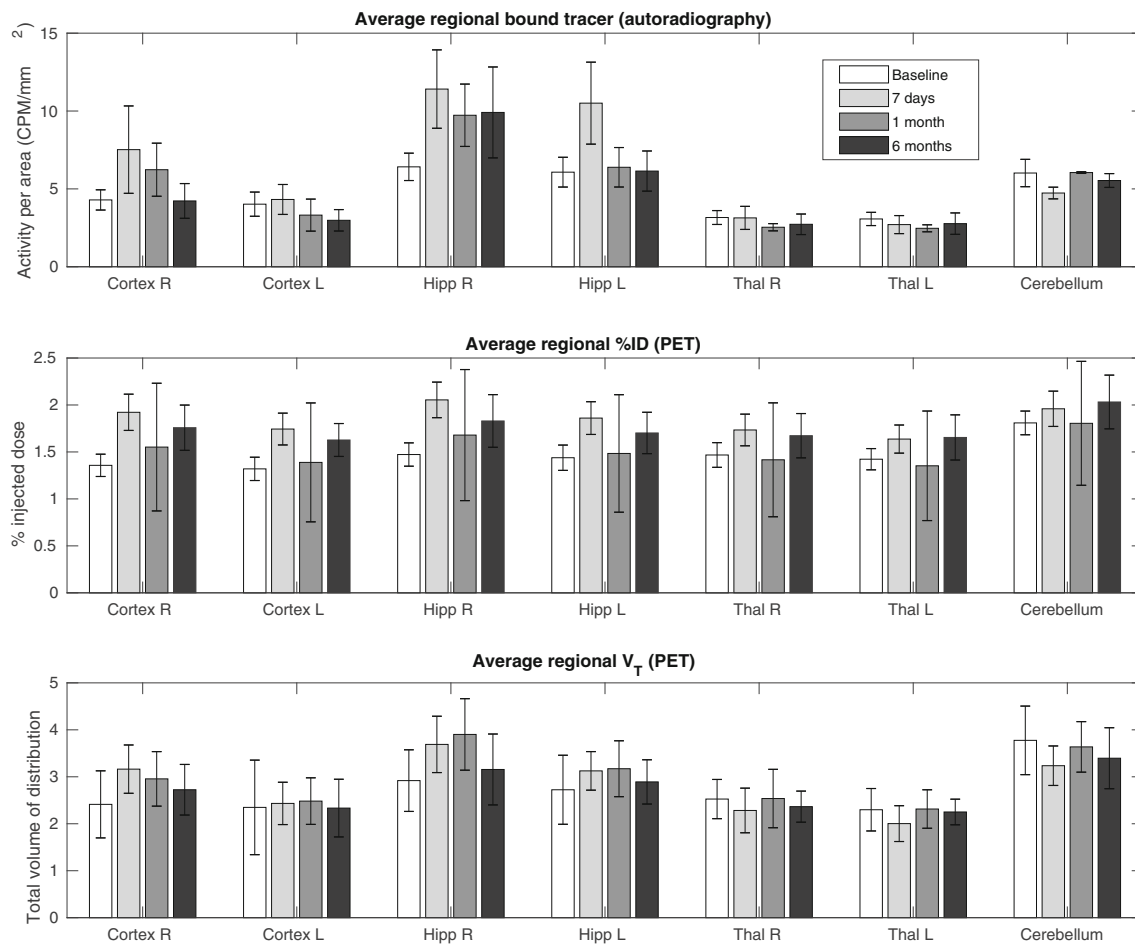 Average regional bound tracer (autoradiography)
Activity per area (CPM/mm²)
15
10
5
0
Baseline
7 days
1 month
6 months
Cortex R Cortex L Hipp R Hipp L Thal R Thal L Cerebellum
Average regional %ID (PET)
% injected dose
2.5
2
1.5
1
0.5
0
Cortex R Cortex L Hipp R Hipp L Thal R Thal L Cerebellum
Average regional V_T (PET)
Total volume of distribution
5
4
3
2
1
0
Cortex R Cortex L Hipp R Hipp L Thal R Thal L Cerebellum